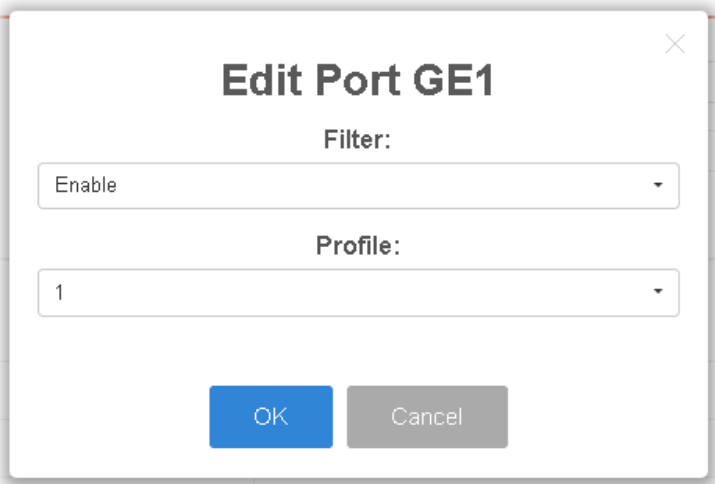 Edit Port GE1
Filter:
Enable
Profile:
1
OK
Cancel